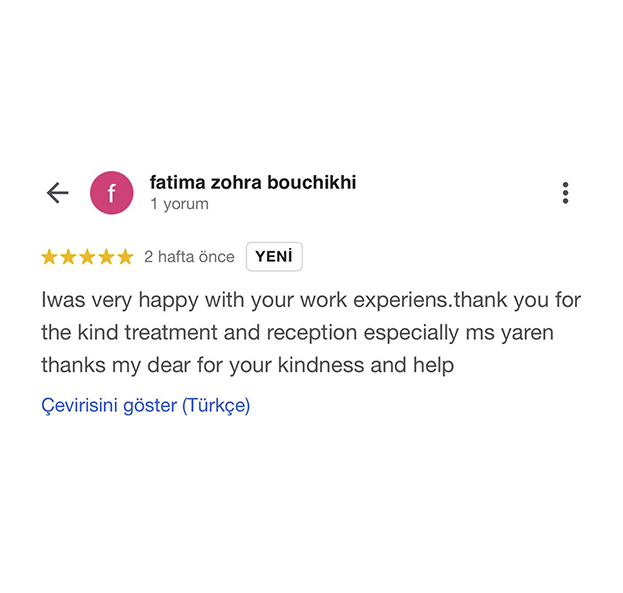 f
fatima zohra bouchikhi
1 yorum
2 hafta önce YENİ
Iwas very happy with your work experiens.thank you for
the kind treatment and reception especially ms yaren
thanks my dear for your kindness and help
Çevirisini göster (Türkçe)